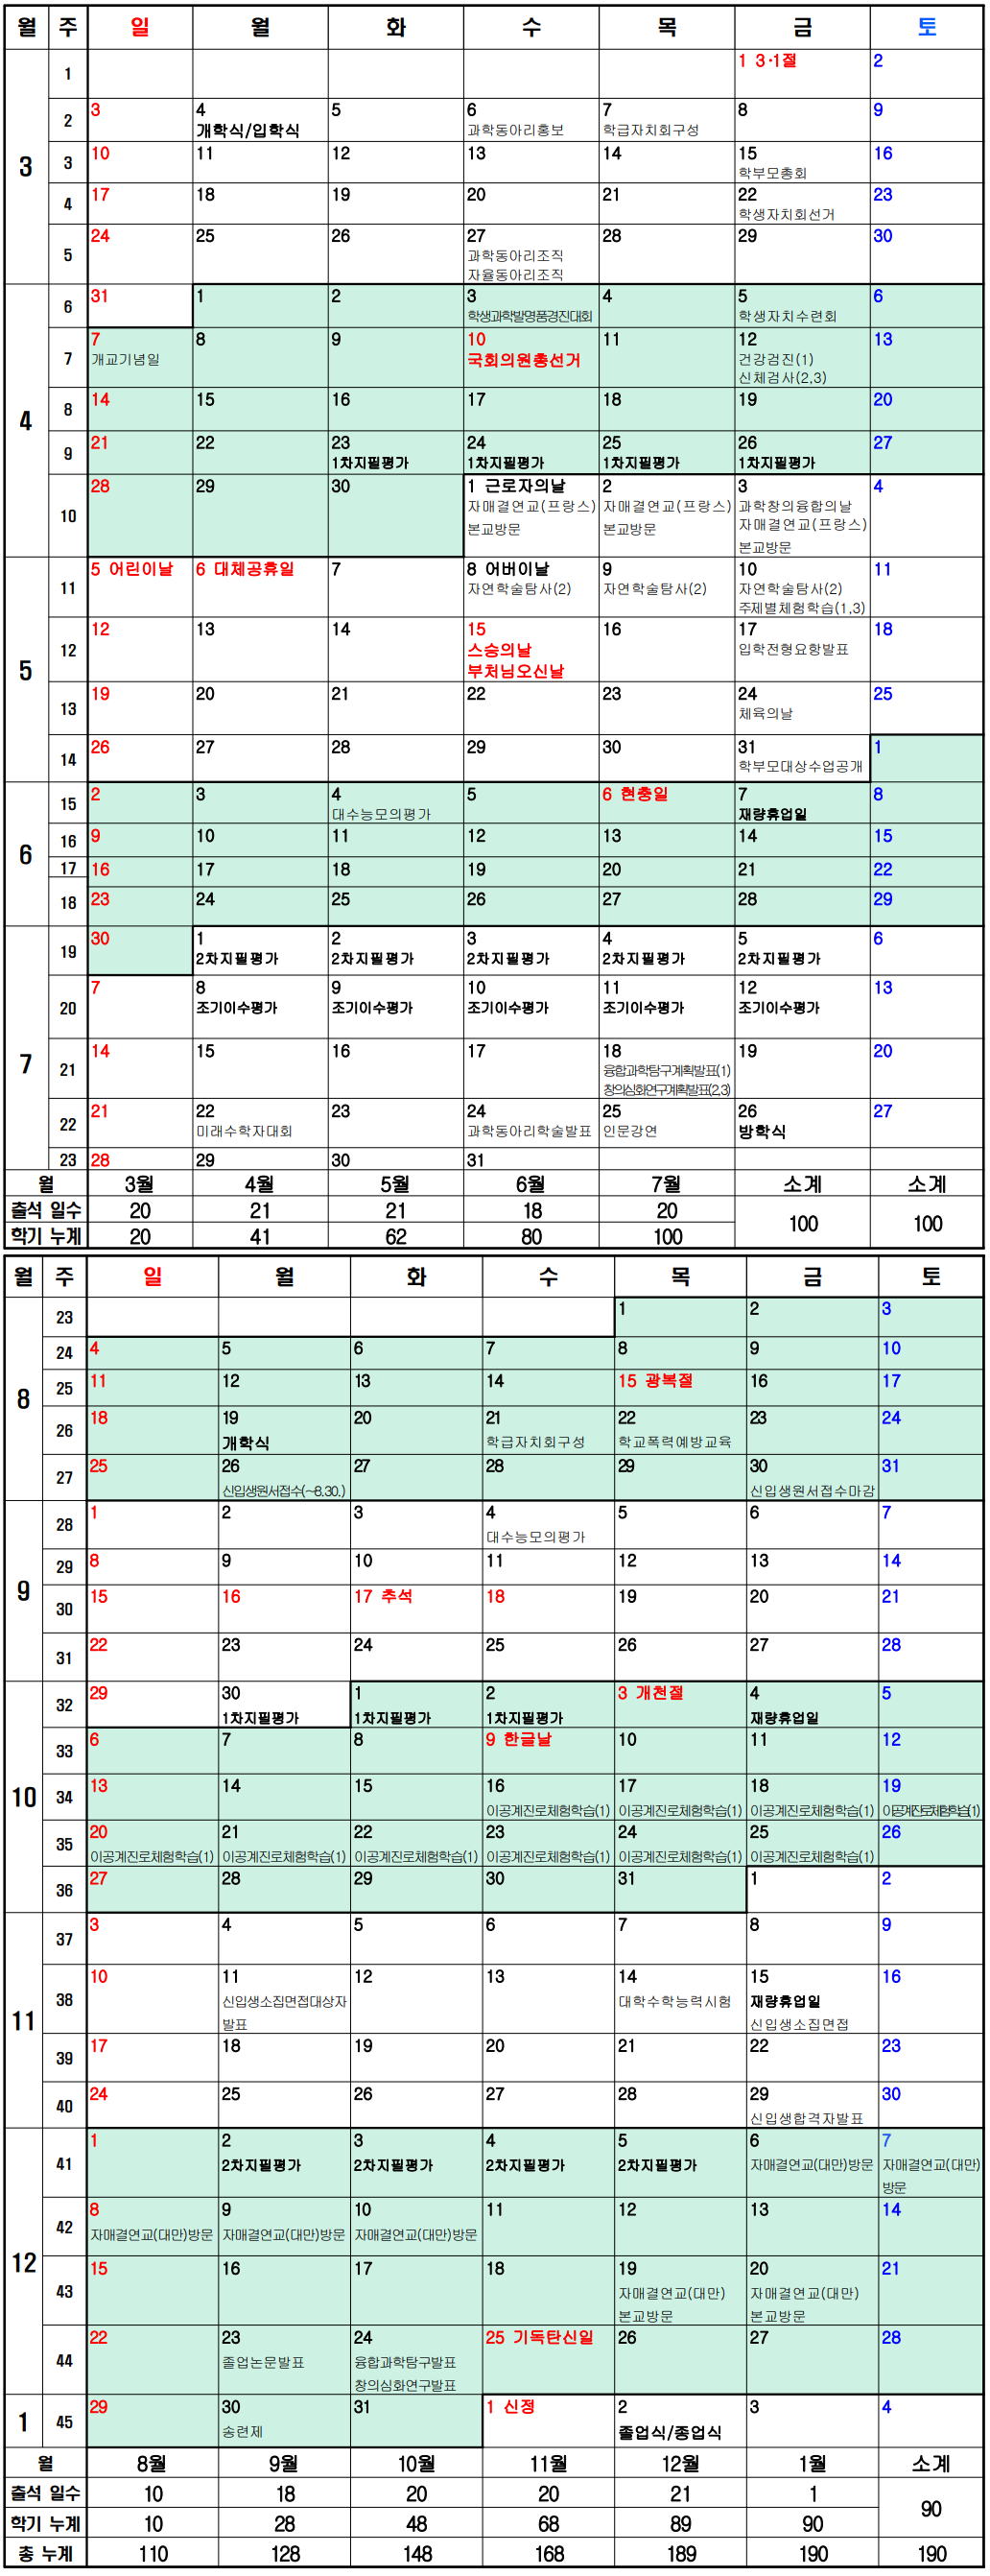 월 주 일 월 화 수 목 금 토
3
1 1 3·1절 2
2 3 4 5 6 7 8 9
개학식/입학식 과학동아리홍보 학급자치회구성
3 10 11 12 13 14 15 16
학부모총회
4 17 18 19 20 21 22 23
학생자치회선거
5 24 25 26 27 28 29 30
과학동아리조직
자율동아리조직
4
6 31 1 2 3 4 5 6
학생과학발명품경진대회 학생자치수련회
7 7 8 9 10 11 12 13
개교기념일 국회의원총선거 건강검진(1)
신체검사(2,3)
8 14 15 16 17 18 19 20
9 21 22 23 24 25 26 27
1차지필평가 1차지필평가 1차지필평가 1차지필평가
10 28 29 30 1 근로자의날 2 3 4
자매결연교(프랑스) 자매결연교(프랑스) 과학창의융합의날
본교방문 본교방문 자매결연교(프랑스)
본교방문
5
11 5 어린이날 6 대체공휴일 7 8 어버이날 9 10 11
자연학술탐사(2) 자연학술탐사(2) 자연학술탐사(2)
주제별체험학습(1,3)
12 12 13 14 15 16 17 18
스승의날 입학전형요항발표
부처님오신날
13 19 20 21 22 23 24 25
체육의날
14 26 27 28 29 30 31 1
학부모대상수업공개
6
15 2 3 4 5 6 현충일 7 8
대수능모의평가 재량휴업일
16 9 10 11 12 13 14 15
17 16 17 18 19 20 21 22
18 23 24 25 26 27 28 29
7
19 30 1 2 3 4 5 6
2차지필평가 2차지필평가 2차지필평가 2차지필평가 2차지필평가
20 7 8 9 10 11 12 13
조기이수평가 조기이수평가 조기이수평가 조기이수평가 조기이수평가
21 14 15 16 17 18 19 20
융합과학탐구계획발표(1)
창의심화연구계획발표(2,3)
22 21 22 23 24 25 26 27
미래수학자대회 과학동아리학술발표 인문강연 방학식
23 28 29 30 31
월 3월 4월 5월 6월 7월 소계 소계
출석 일수 20 21 21 18 20 100 100
학기 누계 20 41 62 80 100
월 주 일 월 화 수 목 금 토
8
23 1 2 3
24 4 5 6 7 8 9 10
25 11 12 13 14 15 광복절 16 17
26 18 19 20 21 22 23 24
개학식 학급자치회구성 학교폭력예방교육
27 25 26 27 28 29 30 31
신입생원서접수(~8.30.) 신입생원서접수마감
9
28 1 2 3 4 5 6 7
대수능모의평가
29 8 9 10 11 12 13 14
30 15 16 17 추석 18 19 20 21
31 22 23 24 25 26 27 28
10
32 29 30 1 2 3 개천절 4 5
1차지필평가 1차지필평가 1차지필평가 재량휴업일
33 6 7 8 9 한글날 10 11 12
34 13 14 15 16 17 18 19
이공계진로체험학습(1) 이공계진로체험학습(1) 이공계진로체험학습(1) 이공계진로체험학습(1)
35 20 21 22 23 24 25 26
이공계진로체험학습(1) 이공계진로체험학습(1) 이공계진로체험학습(1) 이공계진로체험학습(1) 이공계진로체험학습(1) 이공계진로체험학습(1)
36 27 28 29 30 31 1 2
11
37 3 4 5 6 7 8 9
38 10 11 12 13 14 15 16
신입생소집면접대상자 대학수학능력시험 재량휴업일
발표 신입생소집면접
39 17 18 19 20 21 22 23
40 24 25 26 27 28 29 30
신입생합격자발표
12
41 1 2 3 4 5 6 7
2차지필평가 2차지필평가 2차지필평가 2차지필평가 자매결연교(대만)방문 자매결연교(대만)
방문
42 8 9 10 11 12 13 14
자매결연교(대만)방문 자매결연교(대만)방문 자매결연교(대만)방문
43 15 16 17 18 19 20 21
자매결연교(대만) 자매결연교(대만)
본교방문 본교방문
44 22 23 24 25 기독탄신일 26 27 28
졸업논문발표 융합과학탐구발표
창의심화연구발표
1
45 29 30 31 1 신정 2 3 4
송련제 졸업식/종업식
월 8월 9월 10월 11월 12월 1월 소계
출석 일수 10 18 20 20 21 1 90
학기 누계 10 28 48 68 89 90
총 누계 110 128 148 168 189 190 190